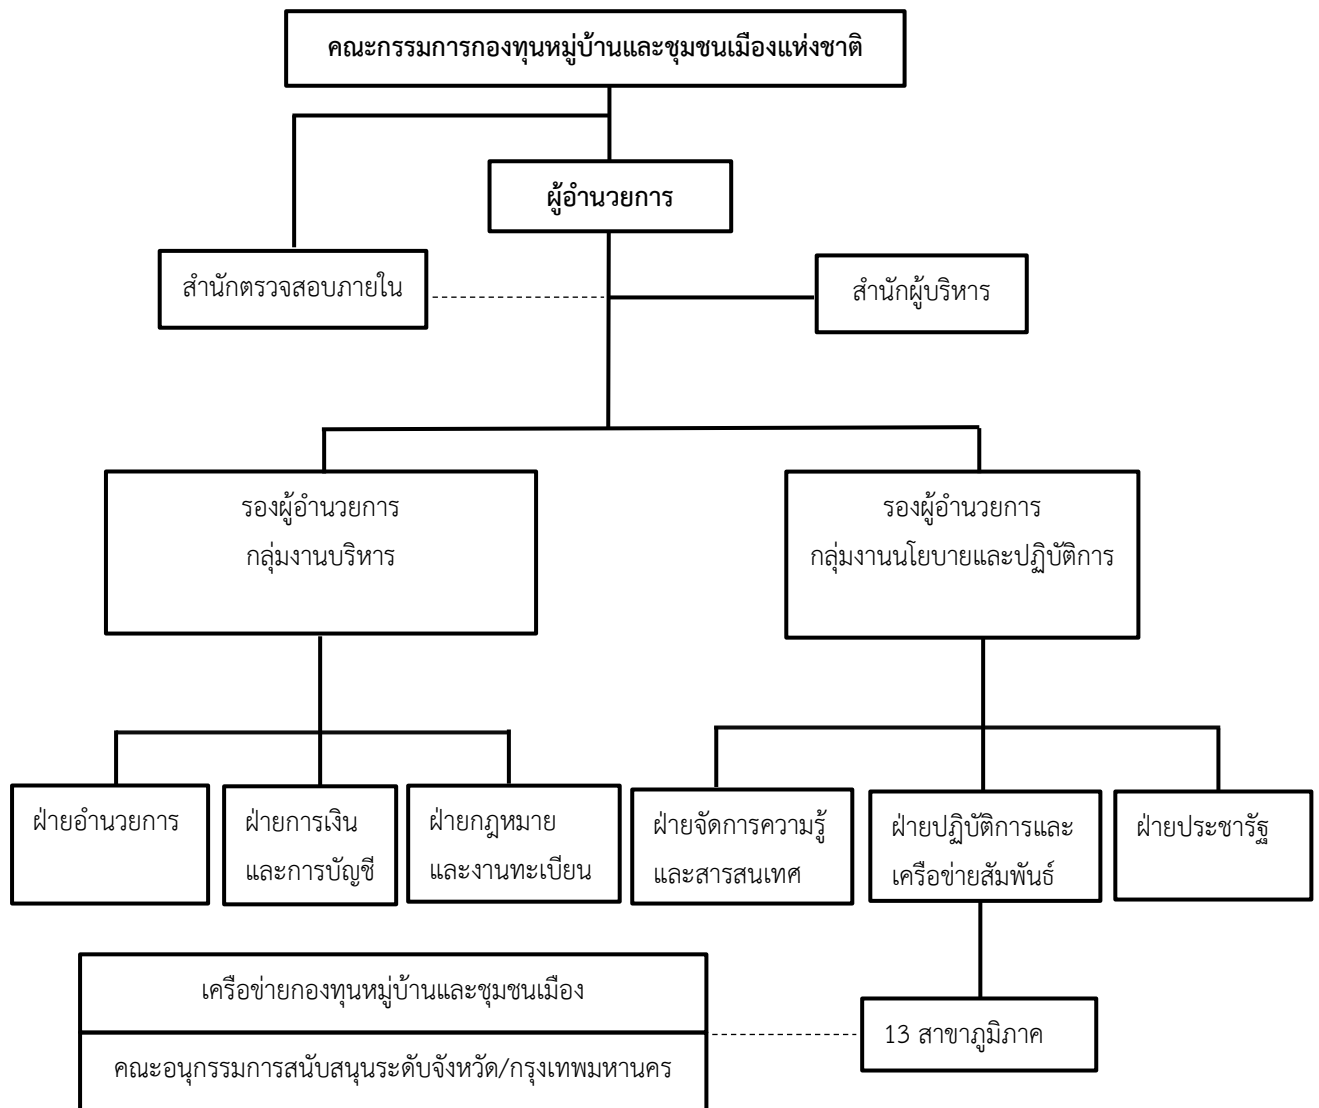 คณะกรรมการกองทุนหมู่บ้านและชุมชนเมืองแห่งชาติ
ผู้อำนวยการ
สำนักตรวจสอบภายใน
สำนักผู้บริหาร
รองผู้อำนวยการ
กลุ่มงานบริหาร
รองผู้อำนวยการ
กลุ่มงานนโยบายและปฏิบัติการ
ฝ่ายอำนวยการ
ฝ่ายการเงิน
และการบัญชี
ฝ่ายกฎหมาย
และงานทะเบียน
ฝ่ายจัดการความรู้
และสารสนเทศ
ฝ่ายปฏิบัติการและ
เครือข่ายสัมพันธ์
ฝ่ายประชารัฐ
เครือข่ายกองทุนหมู่บ้านและชุมชนเมือง
คณะอนุกรรมการสนับสนุนระดับจังหวัด/กรุงเทพมหานคร
13 สาขาภูมิภาค